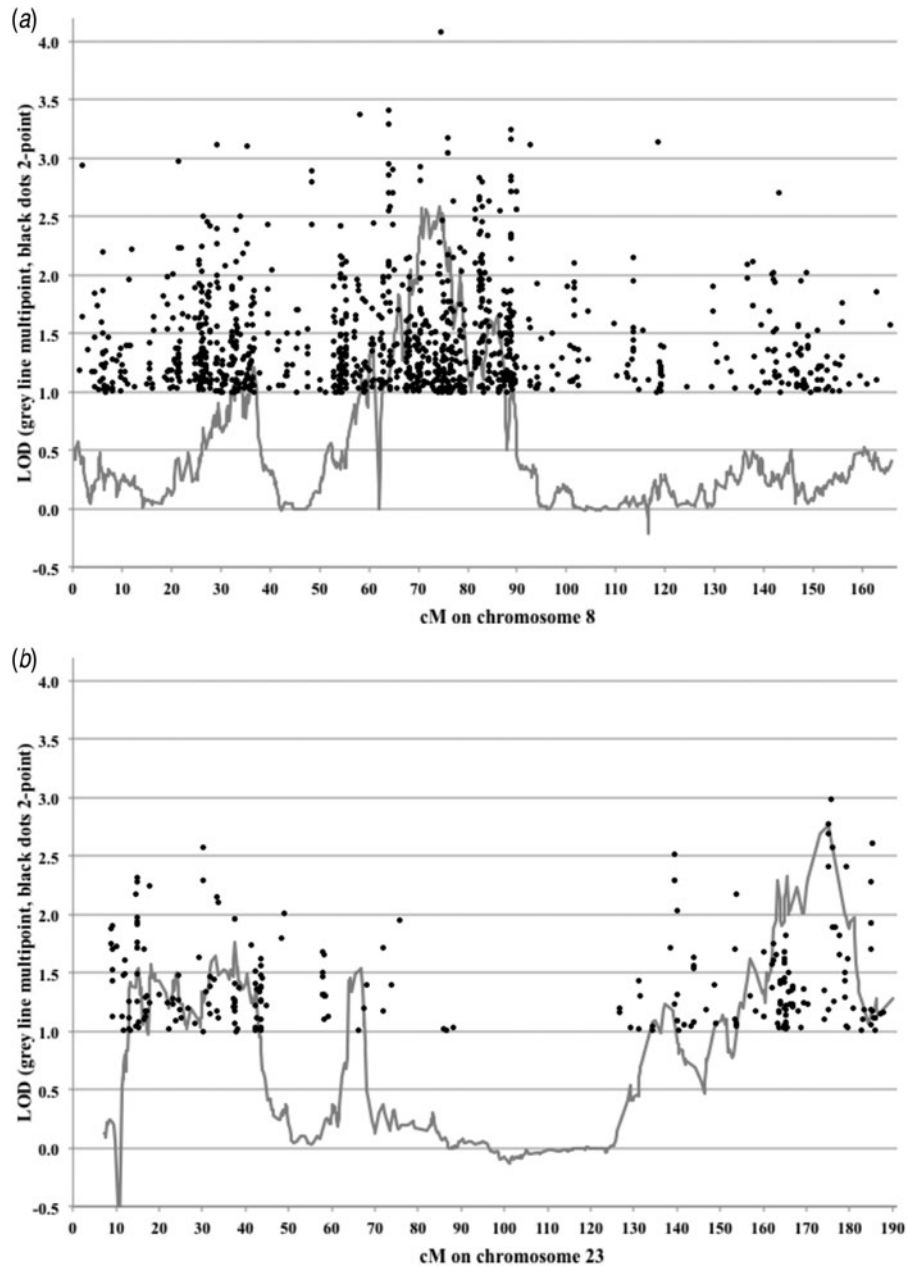 (a)
LOD (grey line multipoint, black dots 2-point)
4.0
3.5
3.0
2.5
2.0
1.5
1.0
0.5
0.0
-0.5
0 10 20 30 40 50 60 70 80 90 100 110 120 130 140 150 160
cM on chromosome 8
(b)
LOD (grey line multipoint, black dots 2-point)
4.0
3.5
3.0
2.5
2.0
1.5
1.0
0.5
0.0
-0.5
0 10 20 30 40 50 60 70 80 90 100 110 120 130 140 150 160 170 180 190
cM on chromosome 23